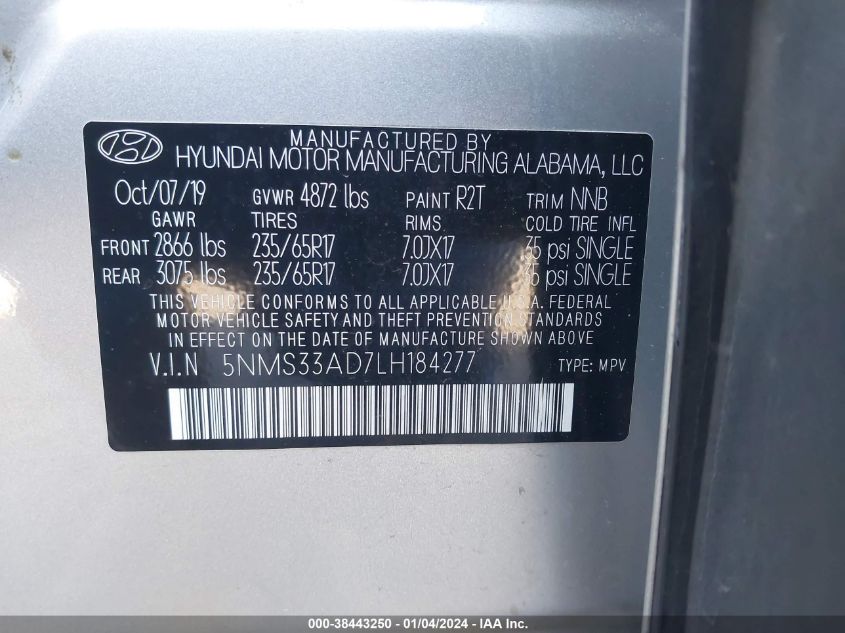 MANUFACTURED BY
HYUNDAI MOTOR MANUFACTURING ALABAMA, LLC
Oct/07/19 GVWR 4872 lbs PAINT R2T TRIM NNB
GAWR TIRES RIMS COLD TIRE INFL
FRONT 2866 lbs 235/65R17 7.0JX17 35 psi SINGLE
REAR 3075 lbs 235/65R17 7.0JX17 35 psi SINGLE
THIS VEHICLE CONFORMS TO ALL APPLICABLE U.S.A. FEDERAL
MOTOR VEHICLE SAFETY AND THEFT PREVENTION STANDARDS
IN EFFECT ON THE DATE OF MANUFACTURE SHOWN ABOVE
V.I.N 5NMS33AD7LH184277 TYPE: MPV
000-38443250 - 01/04/2024 - IAA Inc.